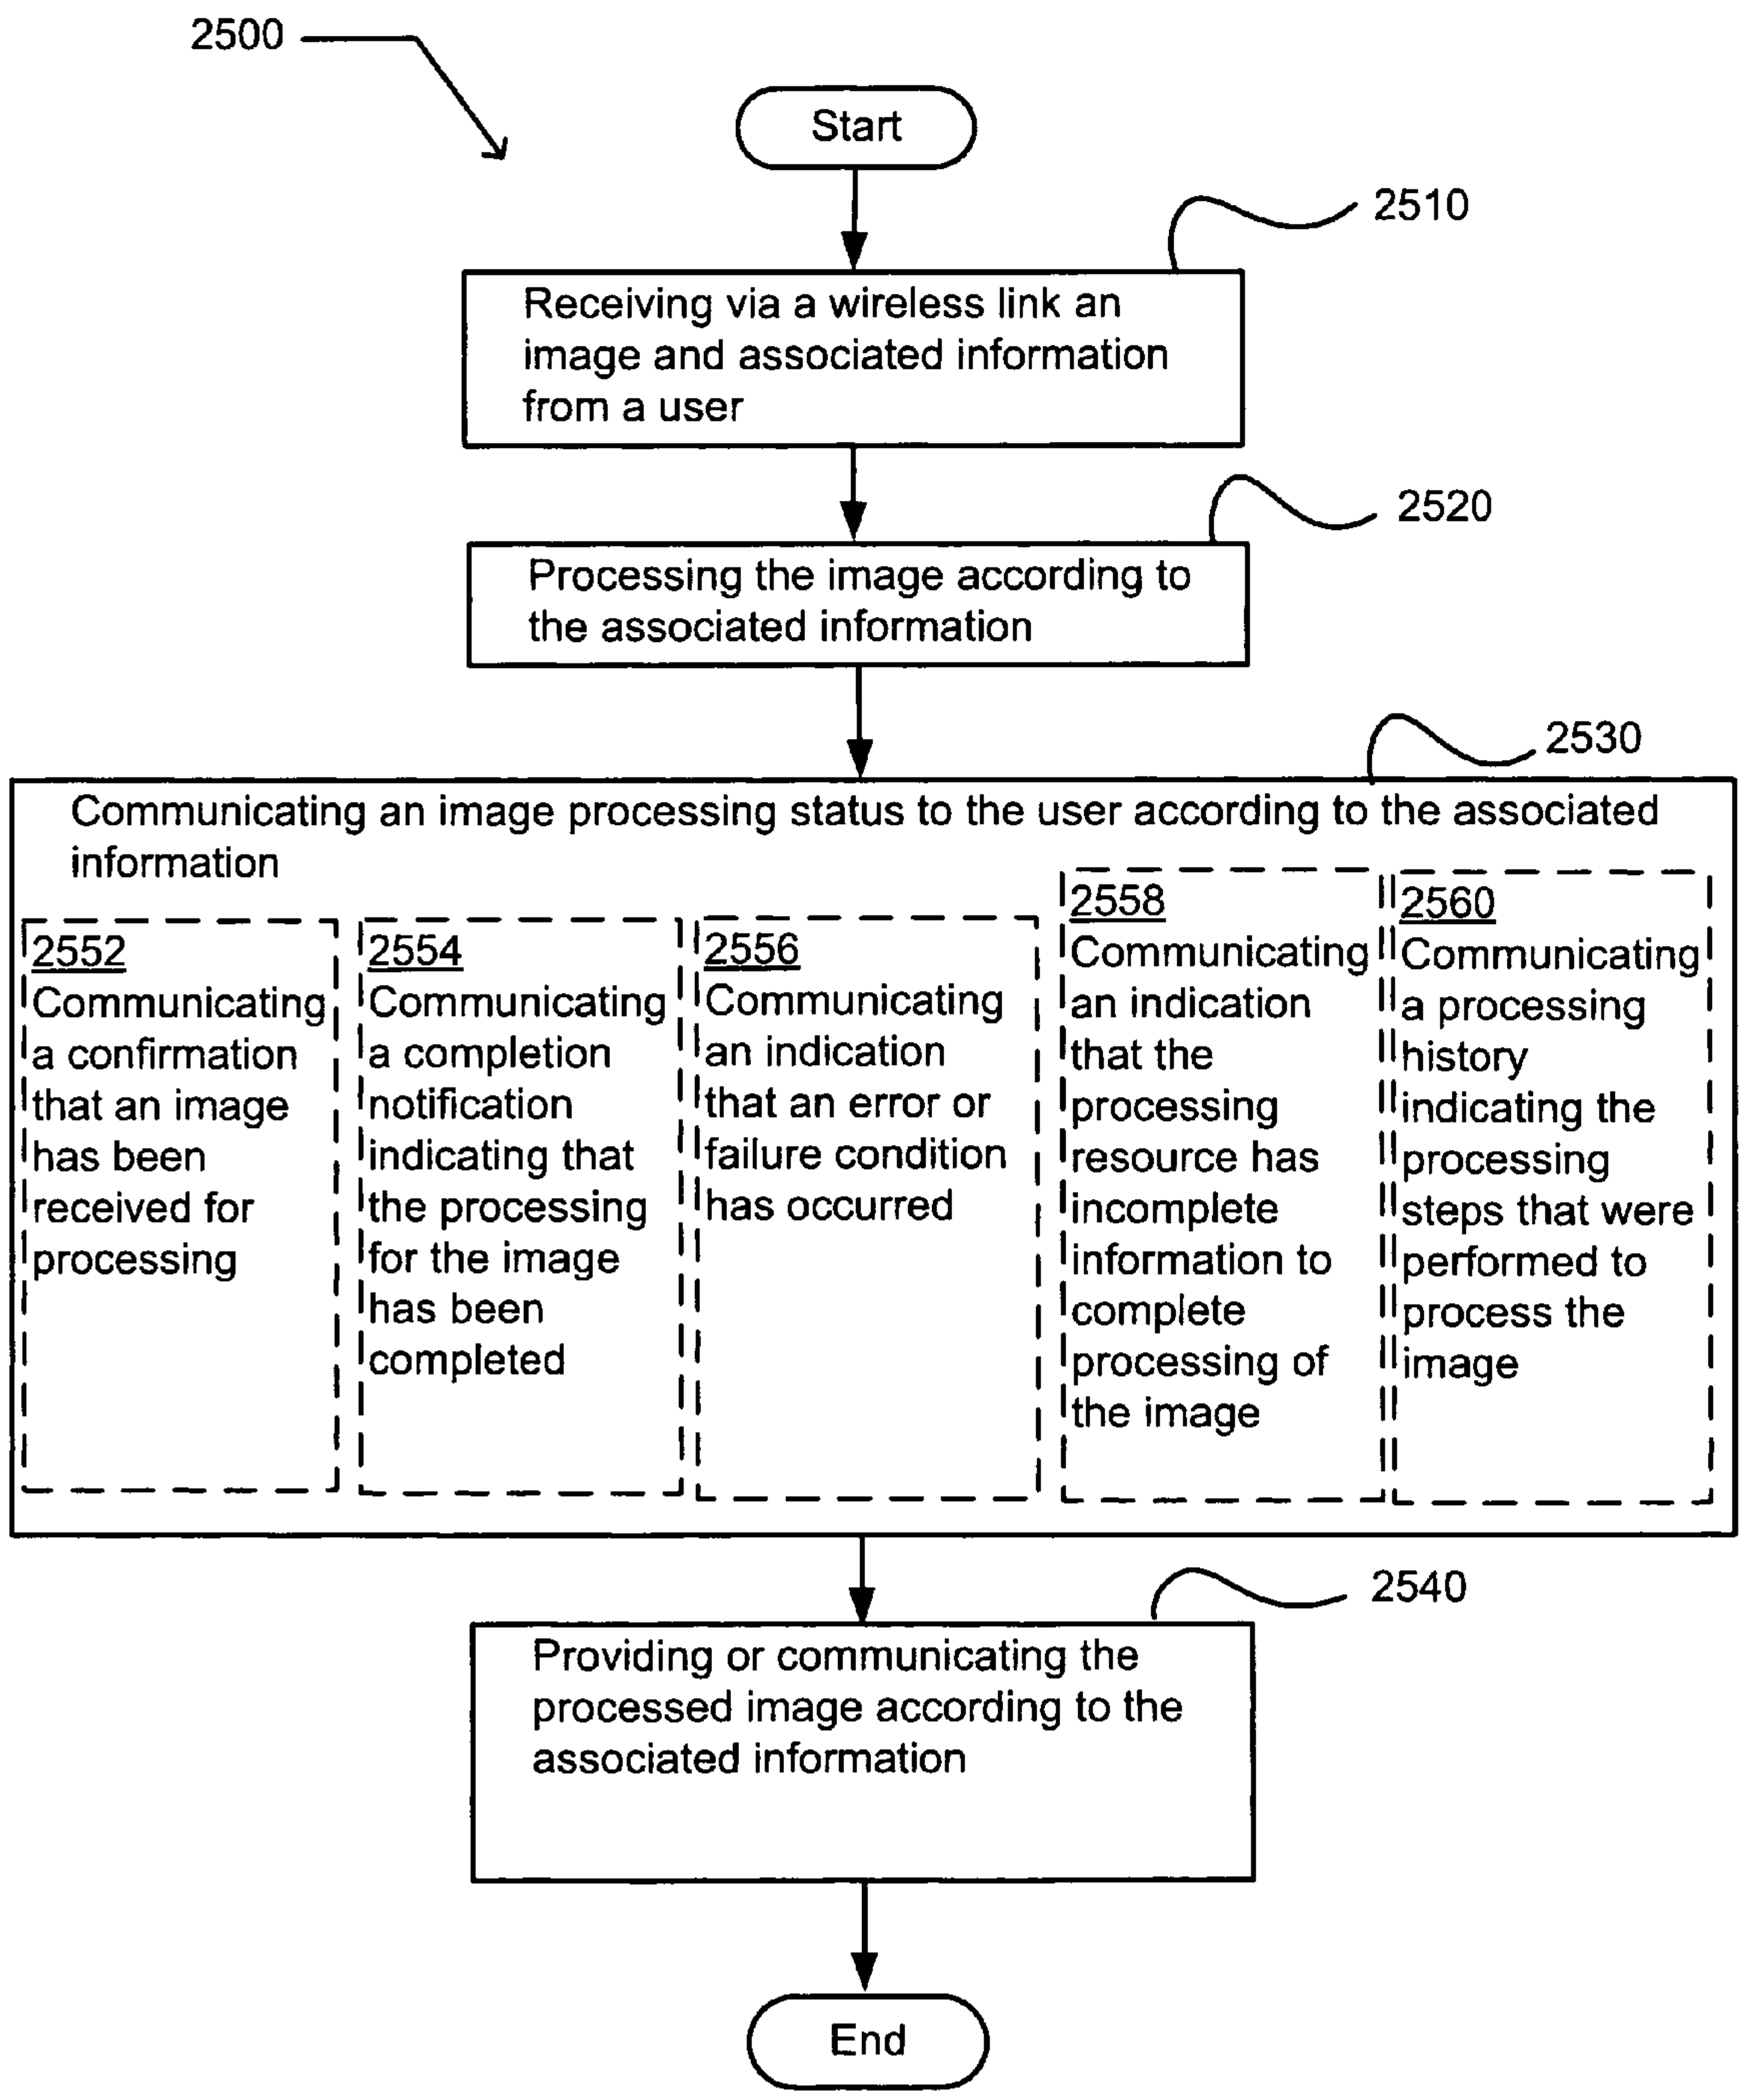 2500
Start
2510
Receiving via a wireless link an
image and associated information
from a user
2520
Processing the image according to
the associated information
2530
Communicating an image processing status to the user according to the associated
information
2552
Communicating
a confirmation
that an image
has been
received for
processing
2554
Communicating
a completion
notification
indicating that
the processing
for the image
has been
completed
2556
Communicating
an indication
that an error or
failure condition
has occurred
2558
Communicating
an indication
that the
processing
resource has
incomplete
information to
complete
processing of
the image
2560
Communicating
a processing
history
indicating the
processing
steps that were
performed to
process the
image
2540
Providing or communicating the
processed image according to the
associated information
End